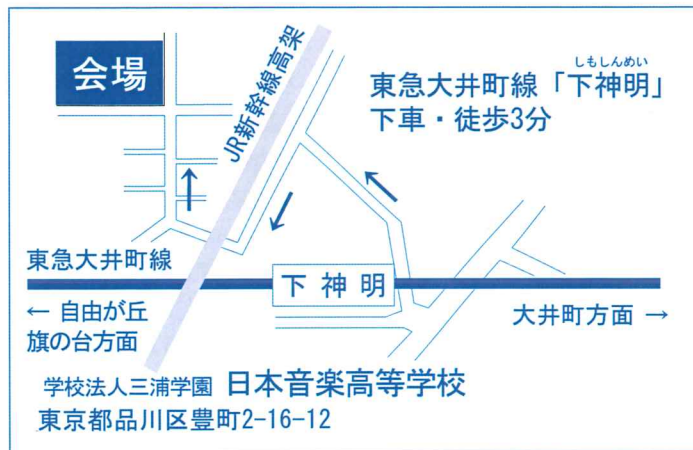 会場
JR新幹線高架
しもしんめい
東急大井町線「下神明」
下車・徒歩3分
東急大井町線
下神明
← 自由が丘
旗の台方面
大井町方面 →
学校法人三浦学園 日本音楽高等学校
東京都品川区豊町2-16-12